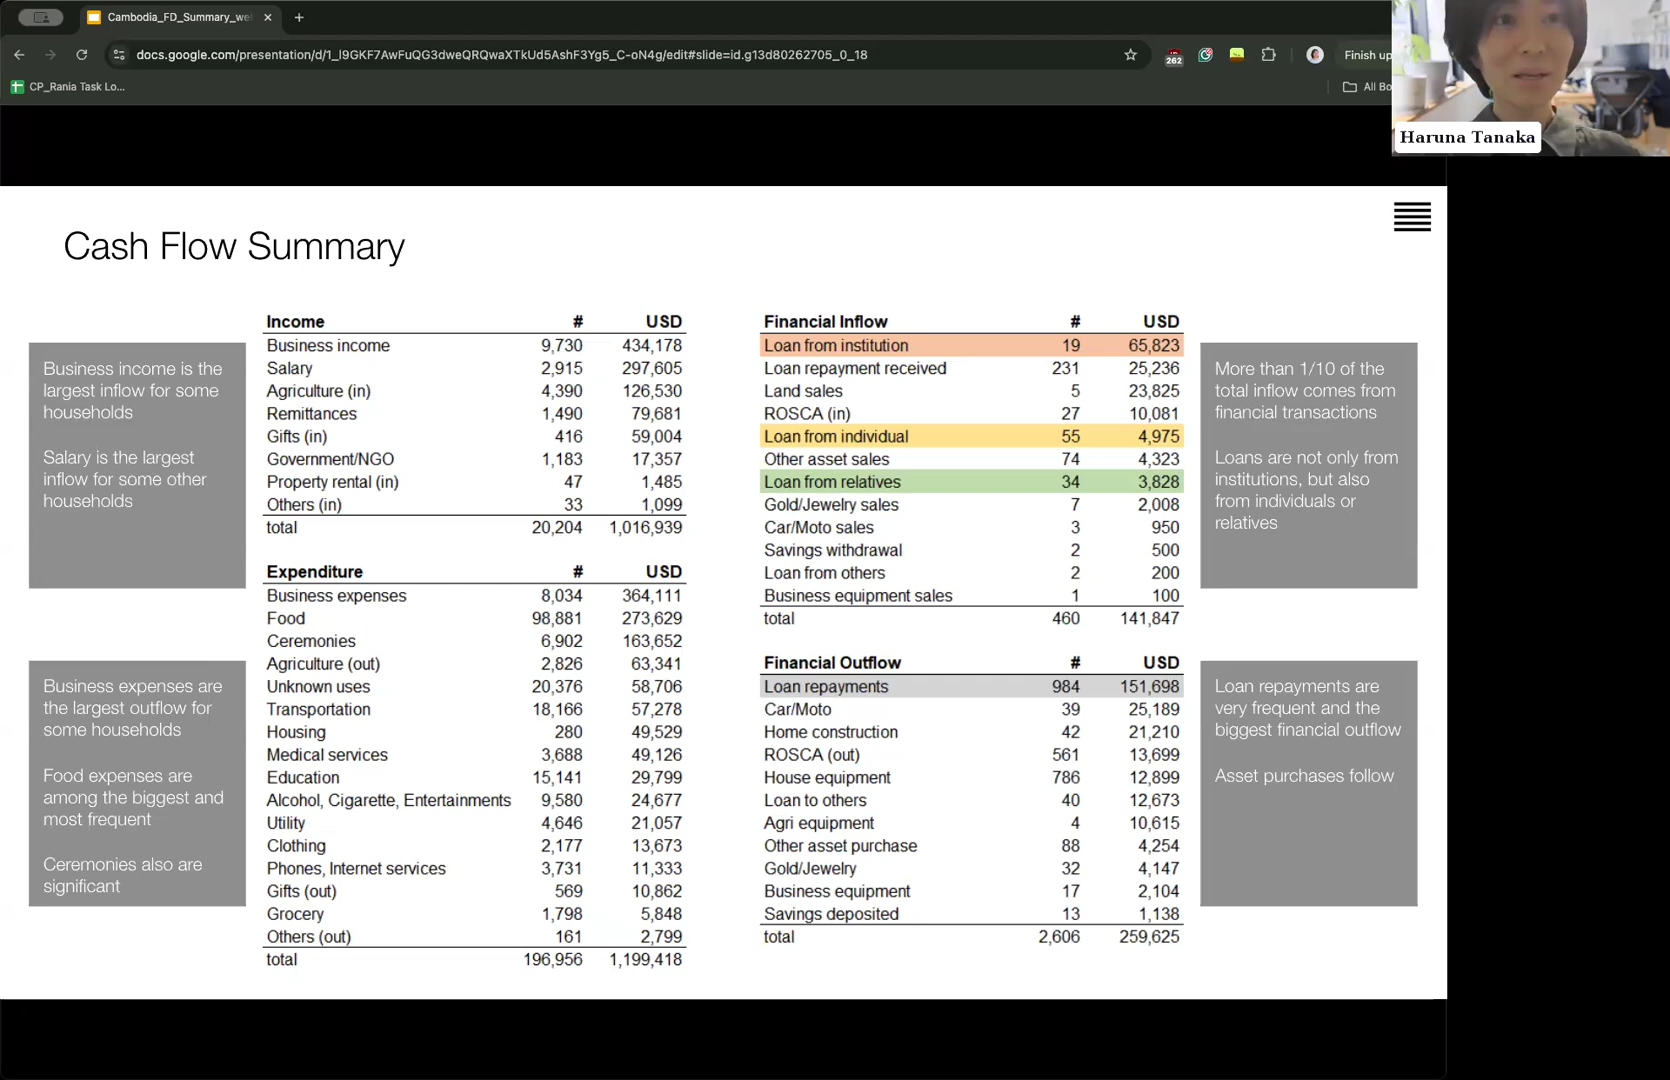 Cambodia_FD_Summary_we
docs.google.com/presentation/d/1_I9GKF7AwFuQG3dweQRQwaXTkUd5AshF3Yg5_C-oN4g/edit#slide=id.g13d80262705_0_18
262
Finish up
CP_Rania Task Lo...
All Bo
Haruna Tanaka
Cash Flow Summary
Business income is the
largest inflow for some
households
Salary is the largest
inflow for some other
households
Income # USD
Business income 9,730 434,178
Salary 2,915 297,605
Agriculture (in) 4,390 126,530
Remittances 1,490 79,681
Gifts (in) 416 59,004
Government/NGO 1,183 17,357
Property rental (in) 47 1,485
Others (in) 33 1,099
total 20,204 1,016,939
Business expenses are
the largest outflow for
some households
Food expenses are
among the biggest and
most frequent
Ceremonies also are
significant
Expenditure # USD
Business expenses 8,034 364,111
Food 98,881 273,629
Ceremonies 6,902 163,652
Agriculture (out) 2,826 63,341
Unknown uses 20,376 58,706
Transportation 18,166 57,278
Housing 280 49,529
Medical services 3,688 49,126
Education 15,141 29,799
Alcohol, Cigarette, Entertainments 9,580 24,677
Utility 4,646 21,057
Clothing 2,177 13,673
Phones, Internet services 3,731 11,333
Gifts (out) 569 10,862
Grocery 1,798 5,848
Others (out) 161 2,799
total 196,956 1,199,418
Financial Inflow # USD
Loan from institution 19 65,823
Loan repayment received 231 25,236
Land sales 5 23,825
ROSCA (in) 27 10,081
Loan from individual 55 4,975
Other asset sales 74 4,323
Loan from relatives 34 3,828
Gold/Jewelry sales 7 2,008
Car/Moto sales 3 950
Savings withdrawal 2 500
Loan from others 2 200
Business equipment sales 1 100
total 460 141,847
More than 1/10 of the
total inflow comes from
financial transactions
Loans are not only from
institutions, but also
from individuals or
relatives
Financial Outflow # USD
Loan repayments 984 151,698
Car/Moto 39 25,189
Home construction 42 21,210
ROSCA (out) 561 13,699
House equipment 786 12,899
Loan to others 40 12,673
Agri equipment 4 10,615
Other asset purchase 88 4,254
Gold/Jewelry 32 4,147
Business equipment 17 2,104
Savings deposited 13 1,138
total 2,606 259,625
Loan repayments are
very frequent and the
biggest financial outflow
Asset purchases follow